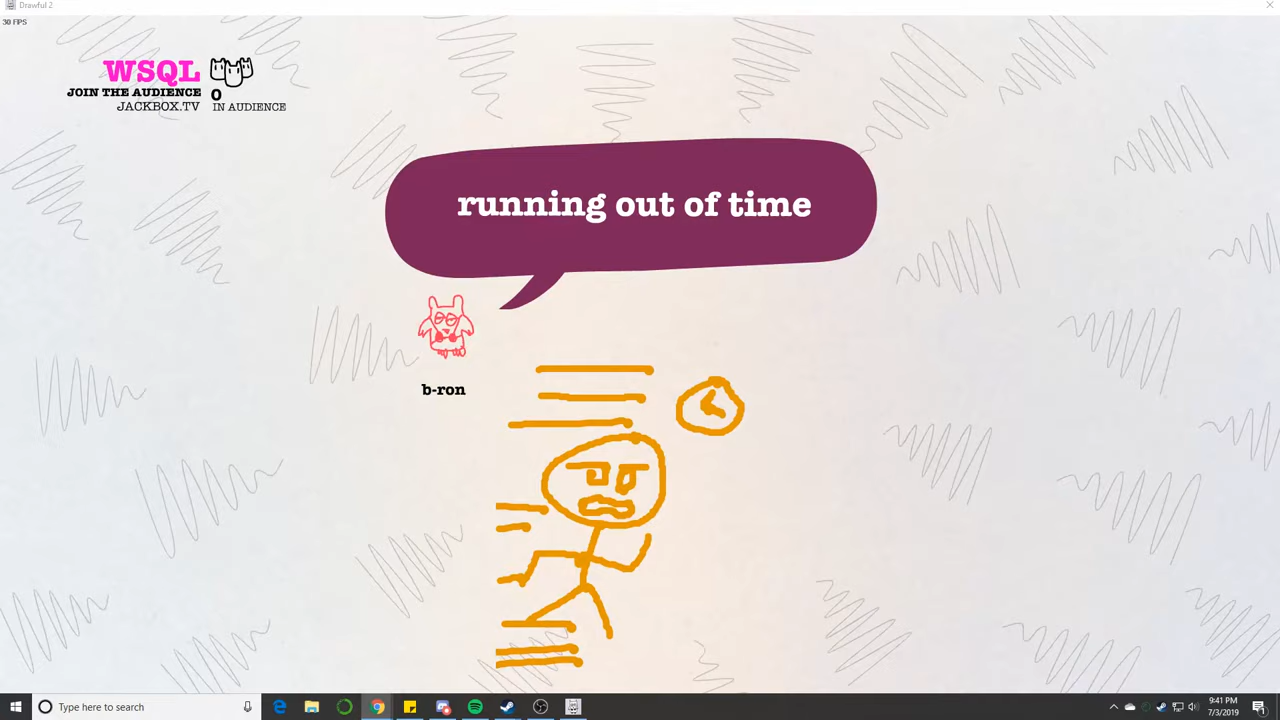 Drawful 2
30 FPS
WSQL
JOIN THE AUDIENCE
JACKBOX.TV
0
IN AUDIENCE
running out of time
b-ron
Type here to search
9:41 PM
7/3/2019